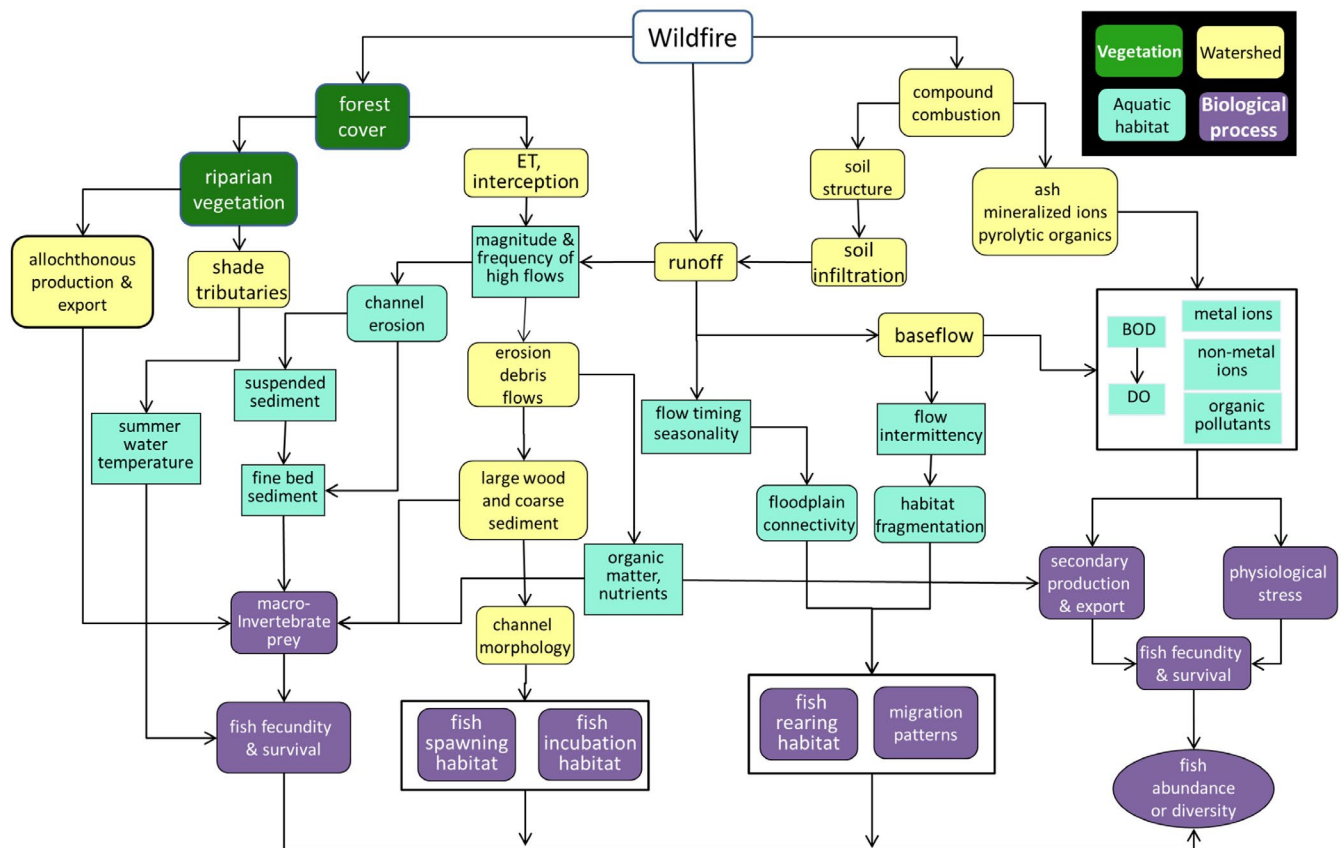 Wildfire
Vegetation
Watershed
Aquatic
habitat
Biological
process
forest
cover
compound
combustion
riparian
vegetation
ET,
interception
soil
structure
ash
mineralized ions
pyrolytic organics
allochthonous
production &
export
shade
tributaries
magnitude &
frequency of
high flows
runoff
soil
infiltration
channel
erosion
erosion
debris
flows
baseflow
BOD
DO
metal ions
non-metal
ions
organic
pollutants
suspended
sediment
summer
water
temperature
flow timing
seasonality
flow
intermittency
fine bed
sediment
large wood
and coarse
sediment
floodplain
connectivity
habitat
fragmentation
organic
matter,
nutrients
secondary
production
& export
physiological
stress
macro-
Invertebrate
prey
channel
morphology
fish fecundity
& survival
fish fecundity
& survival
fish
spawning
habitat
fish
incubation
habitat
fish
rearing
habitat
migration
patterns
fish
abundance
or diversity